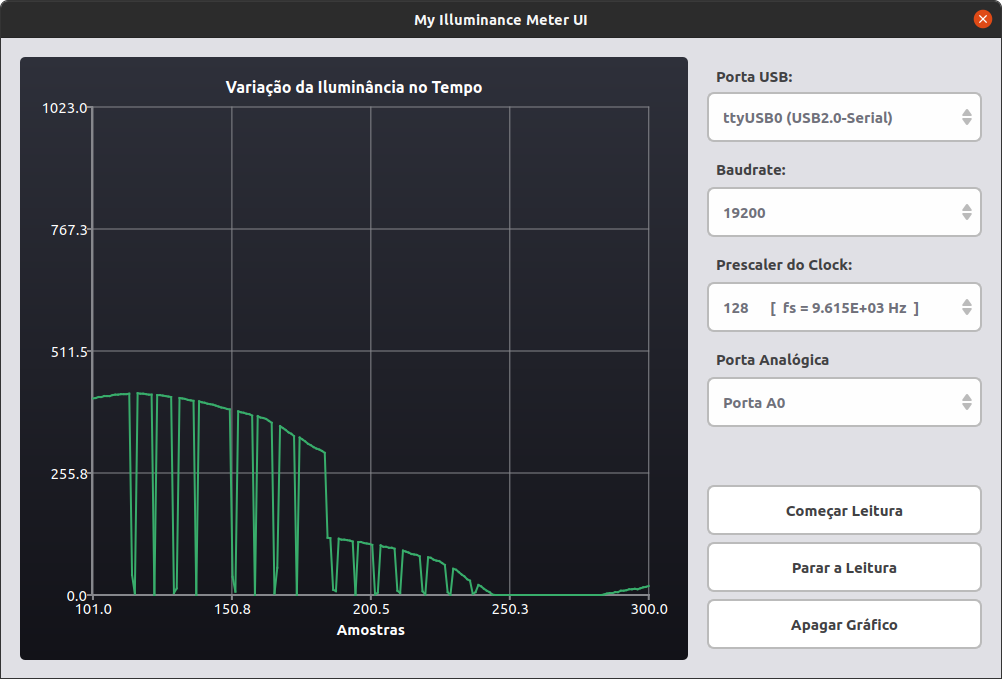 My Illuminance Meter UI
Variação da Iluminância no Tempo
1023.0
767.3
511.5
255.8
0.0
101.0 150.8 200.5 250.3 300.0
Amostras
Porta USB:
ttyUSB0 (USB2.0-Serial)
Baudrate:
19200
Prescaler do Clock:
128 [ fs = 9.615E+03 Hz ]
Porta Analógica
Porta A0
Começar Leitura
Parar a Leitura
Apagar Gráfico